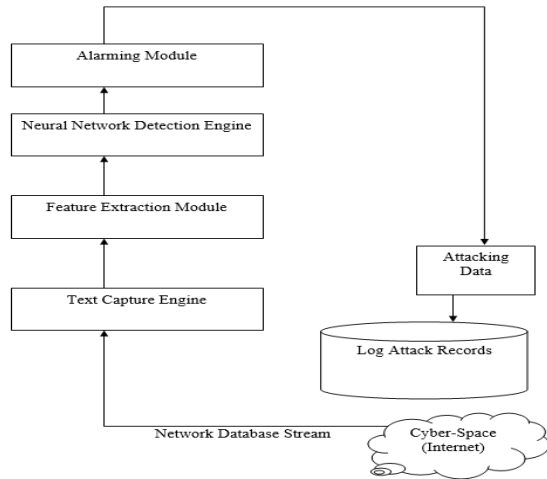 Alarming Module
Neural Network Detection Engine
Feature Extraction Module
Text Capture Engine
Attacking
Data
Log Attack Records
Network Database Stream
Cyber-Space
(Internet)